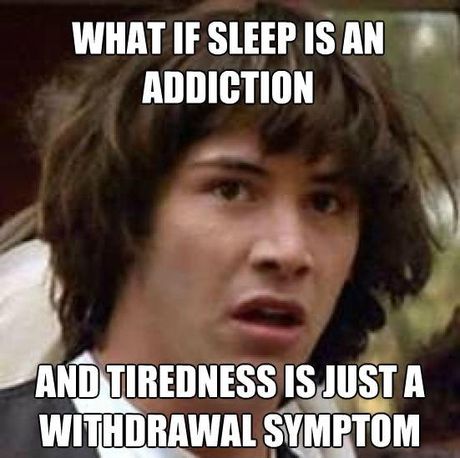 WHAT IF SLEEP IS AN
ADDICTION
AND TIREDNESS IS JUST A
WITHDRAWAL SYMPTOM